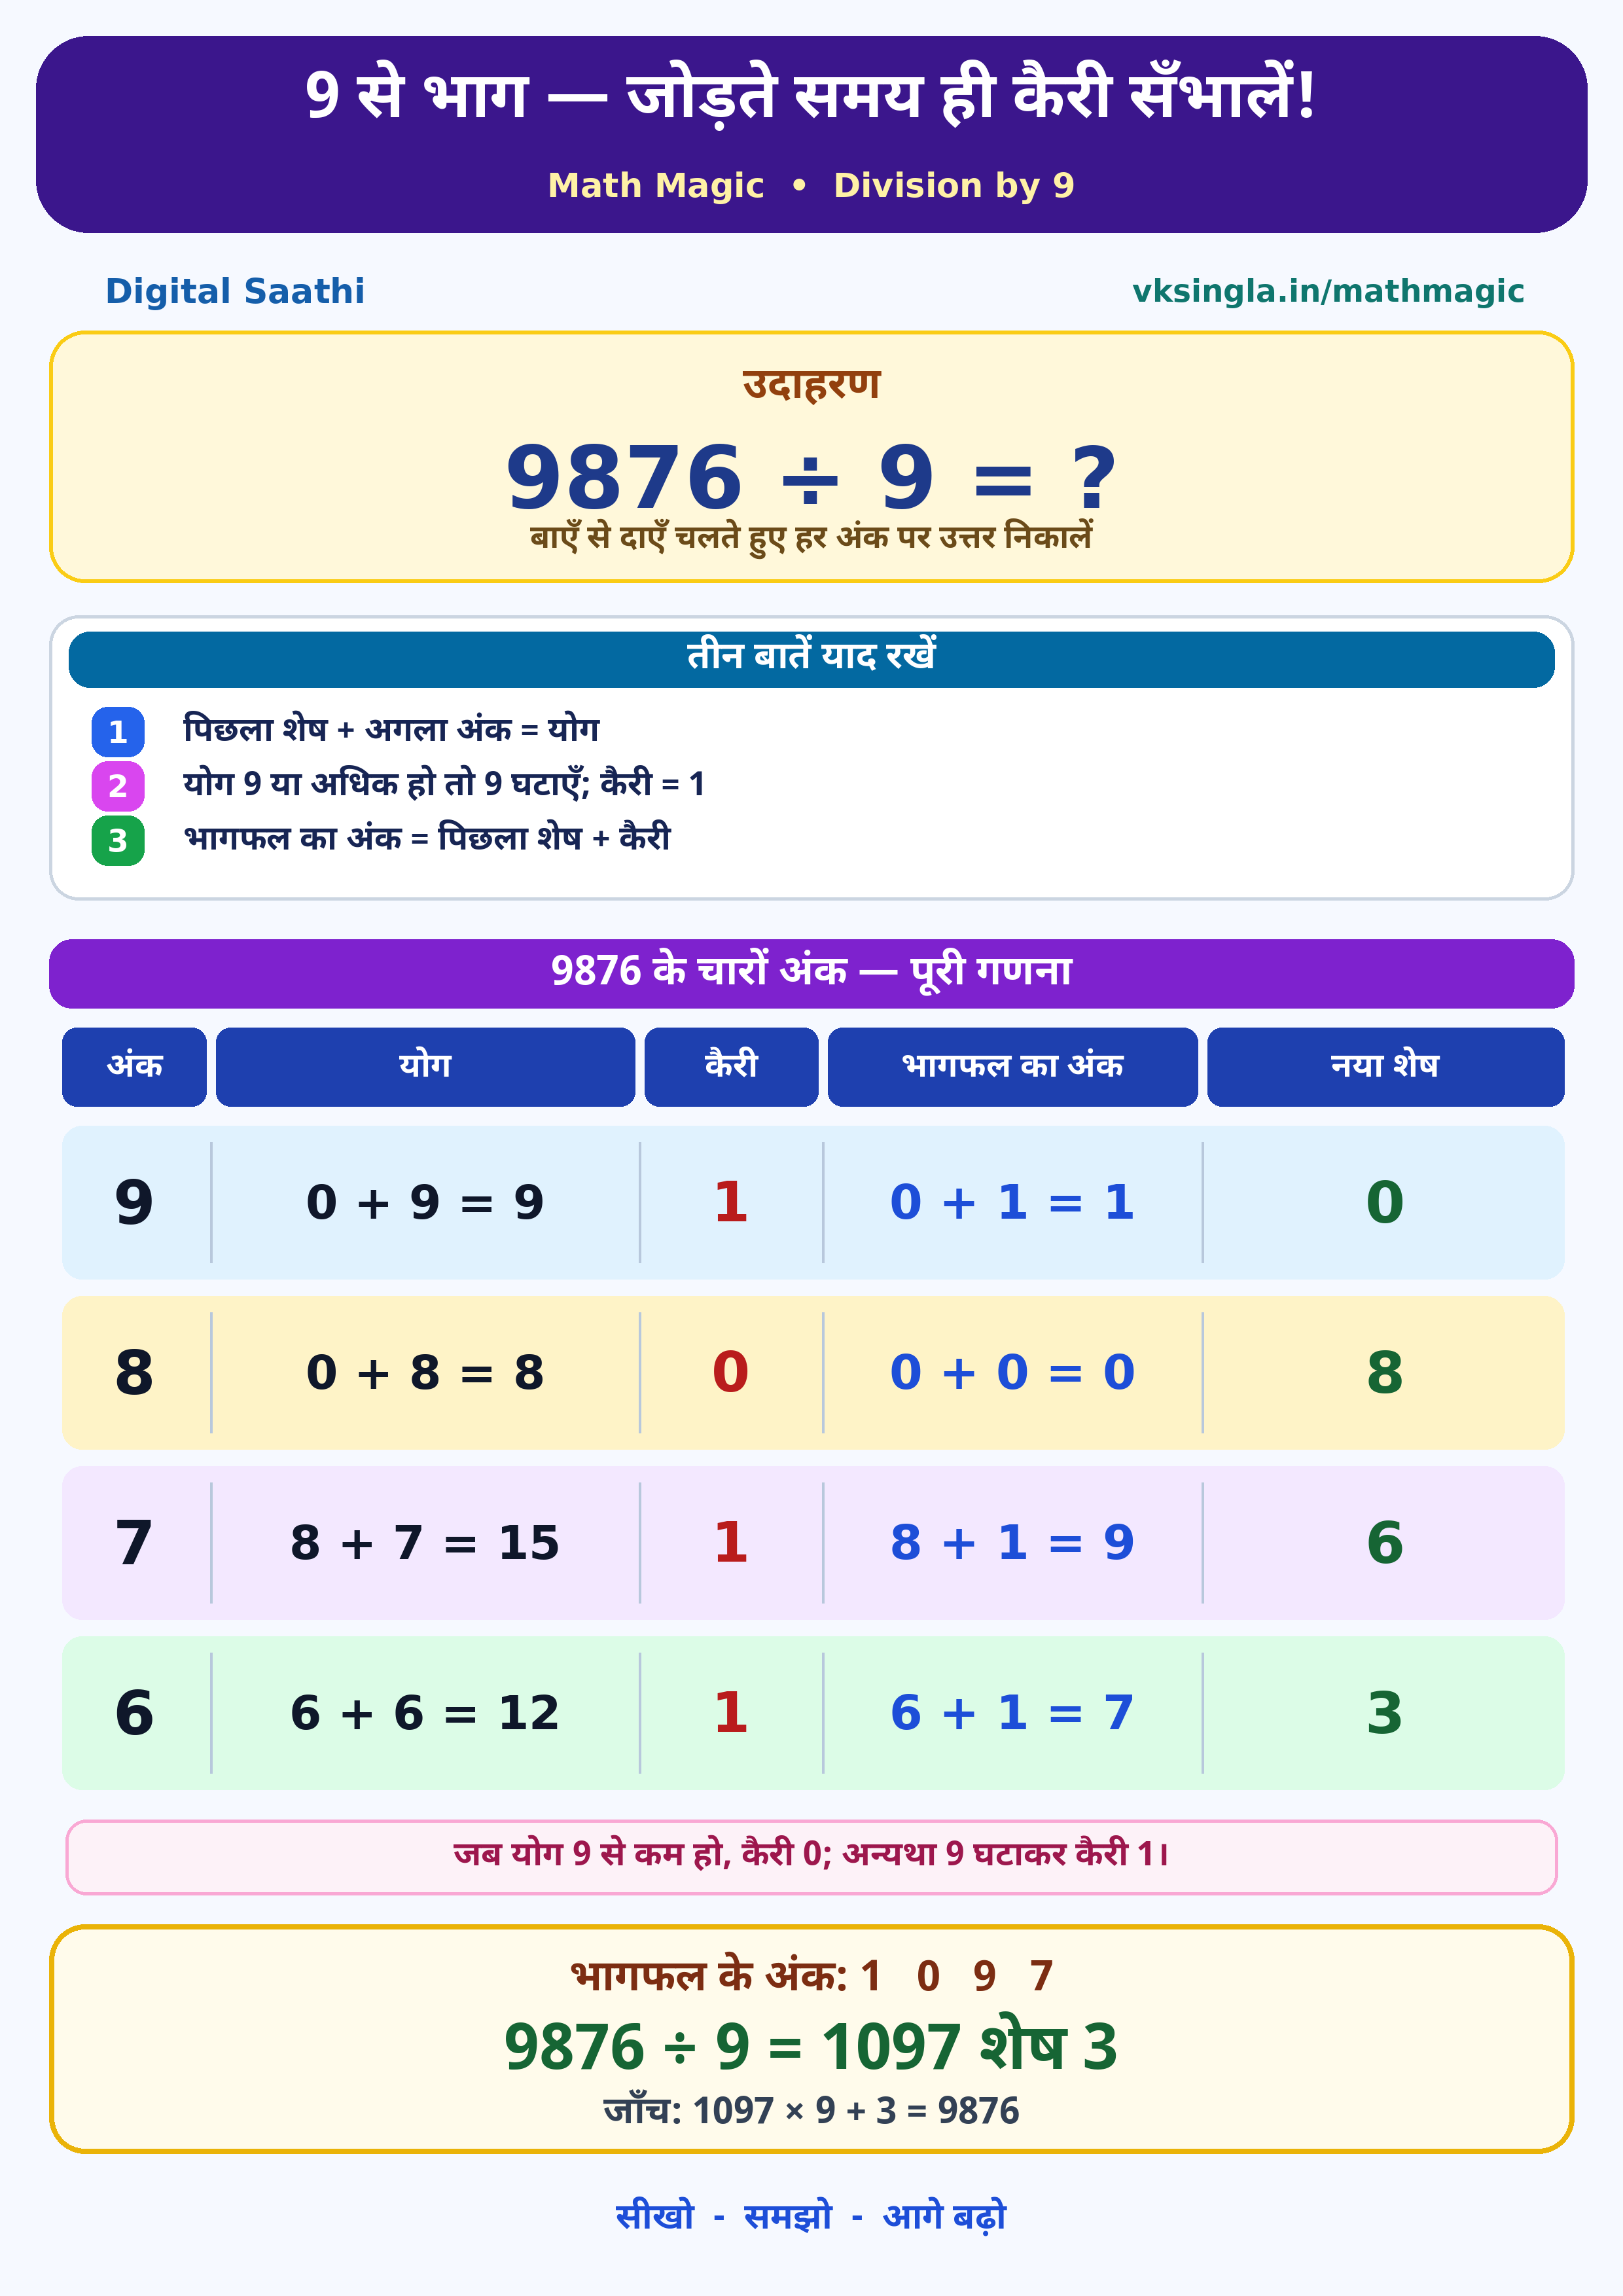 9 से भाग — जोड़ते समय ही कैरी सँभालें!
Math Magic • Division by 9
Digital Saathi
vksingla.in/mathmagic
उदाहरण
9876 ÷ 9 = ?
बाएँ से दाएँ चलते हुए हर अंक पर उत्तर निकालें
तीन बातें याद रखें
1 पिछला शेष + अगला अंक = योग
2 योग 9 या अधिक हो तो 9 घटाएँ; कैरी = 1
3 भागफल का अंक = पिछला शेष + कैरी
9876 के चारों अंक — पूरी गणना
अंक योग कैरी भागफल का अंक नया शेष
9 0 + 9 = 9 1 0 + 1 = 1 0
8 0 + 8 = 8 0 0 + 0 = 0 8
7 8 + 7 = 15 1 8 + 1 = 9 6
6 6 + 6 = 12 1 6 + 1 = 7 3
जब योग 9 से कम हो, कैरी 0; अन्यथा 9 घटाकर कैरी 1।
भागफल के अंक: 1 0 9 7
9876 ÷ 9 = 1097 शेष 3
जाँच: 1097 × 9 + 3 = 9876
सीखो - समझो - आगे बढ़ो